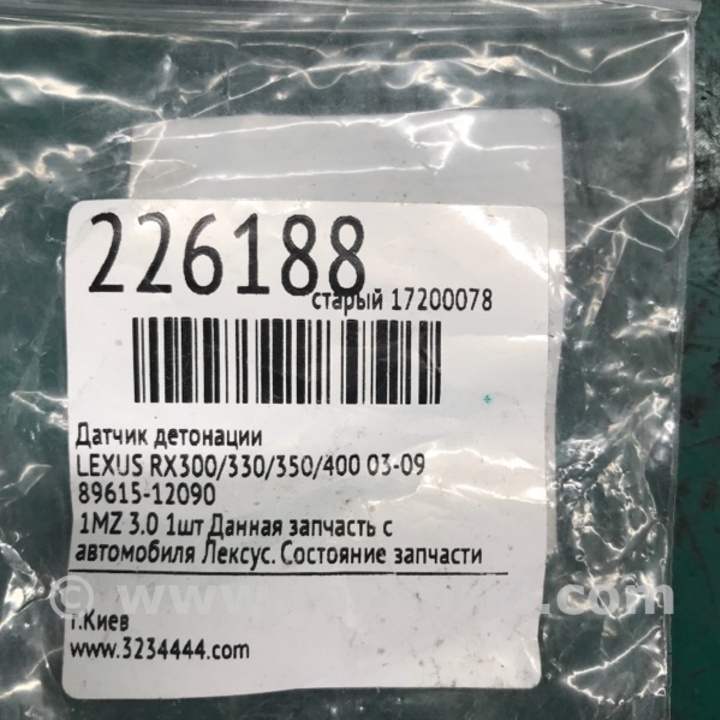 226188
старый 17200078
Датчик детонации
LEXUS RX300/330/350/400 03-09
89615-12090
1MZ 3.0 1шт Данная запчасть с
автомобиля Лексус. Состояние запчасти
г.Киев
www.3234444.com